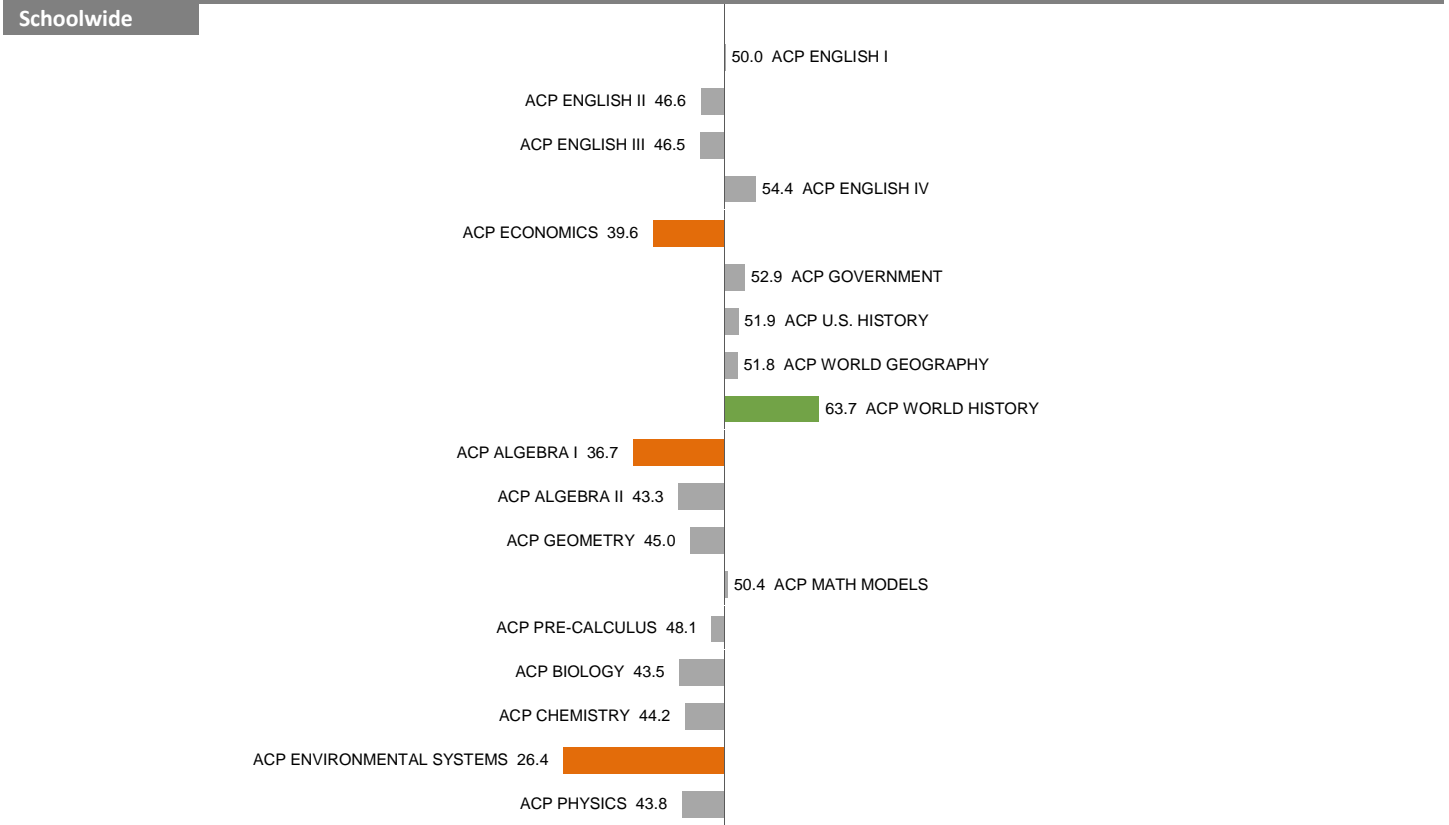 Schoolwide
50.0 ACP ENGLISH I
ACP ENGLISH II 46.6
ACP ENGLISH III 46.5
54.4 ACP ENGLISH IV
ACP ECONOMICS 39.6
52.9 ACP GOVERNMENT
51.9 ACP U.S. HISTORY
51.8 ACP WORLD GEOGRAPHY
63.7 ACP WORLD HISTORY
ACP ALGEBRA I 36.7
ACP ALGEBRA II 43.3
ACP GEOMETRY 45.0
50.4 ACP MATH MODELS
ACP PRE-CALCULUS 48.1
ACP BIOLOGY 43.5
ACP CHEMISTRY 44.2
ACP ENVIRONMENTAL SYSTEMS 26.4
ACP PHYSICS 43.8